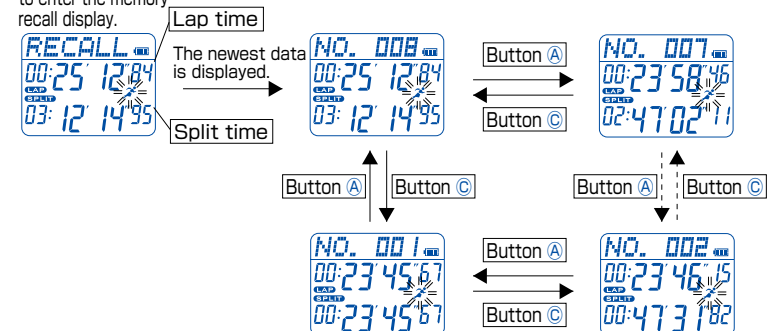 to enter the memory
recall display.
Lap time
RECALL
00:25'12"84
LAP
SPLIT
03:12'14"95
The newest data
is displayed.
Split time
NO. 008
00:25'12"84
LAP
SPLIT
03:12'14"95
Button A
Button C
NO. 007
00:23'58"46
LAP
SPLIT
02:47'02"11
Button A
Button C
Button A
Button C
NO. 001
00:23'45"67
LAP
SPLIT
00:23'45"67
Button A
Button C
NO. 002
00:23'46"15
LAP
SPLIT
00:47'31"82